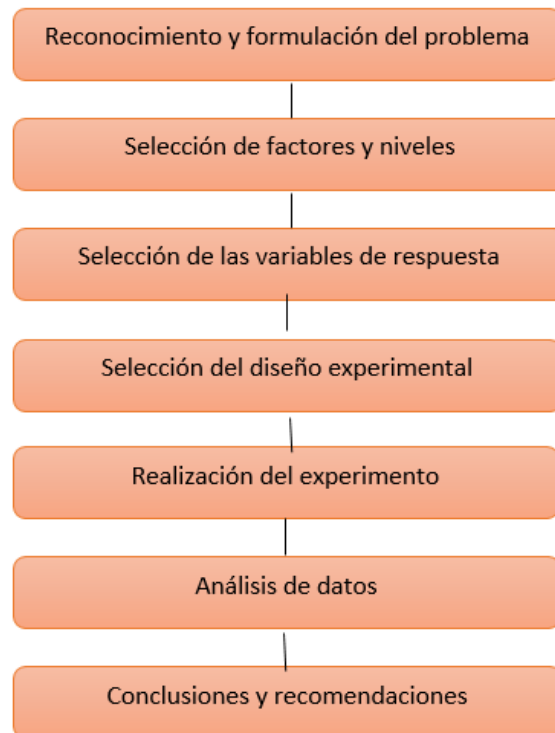 Reconocimiento y formulación del problema
Selección de factores y niveles
Selección de las variables de respuesta
Selección del diseño experimental
Realización del experimento
Análisis de datos
Conclusiones y recomendaciones